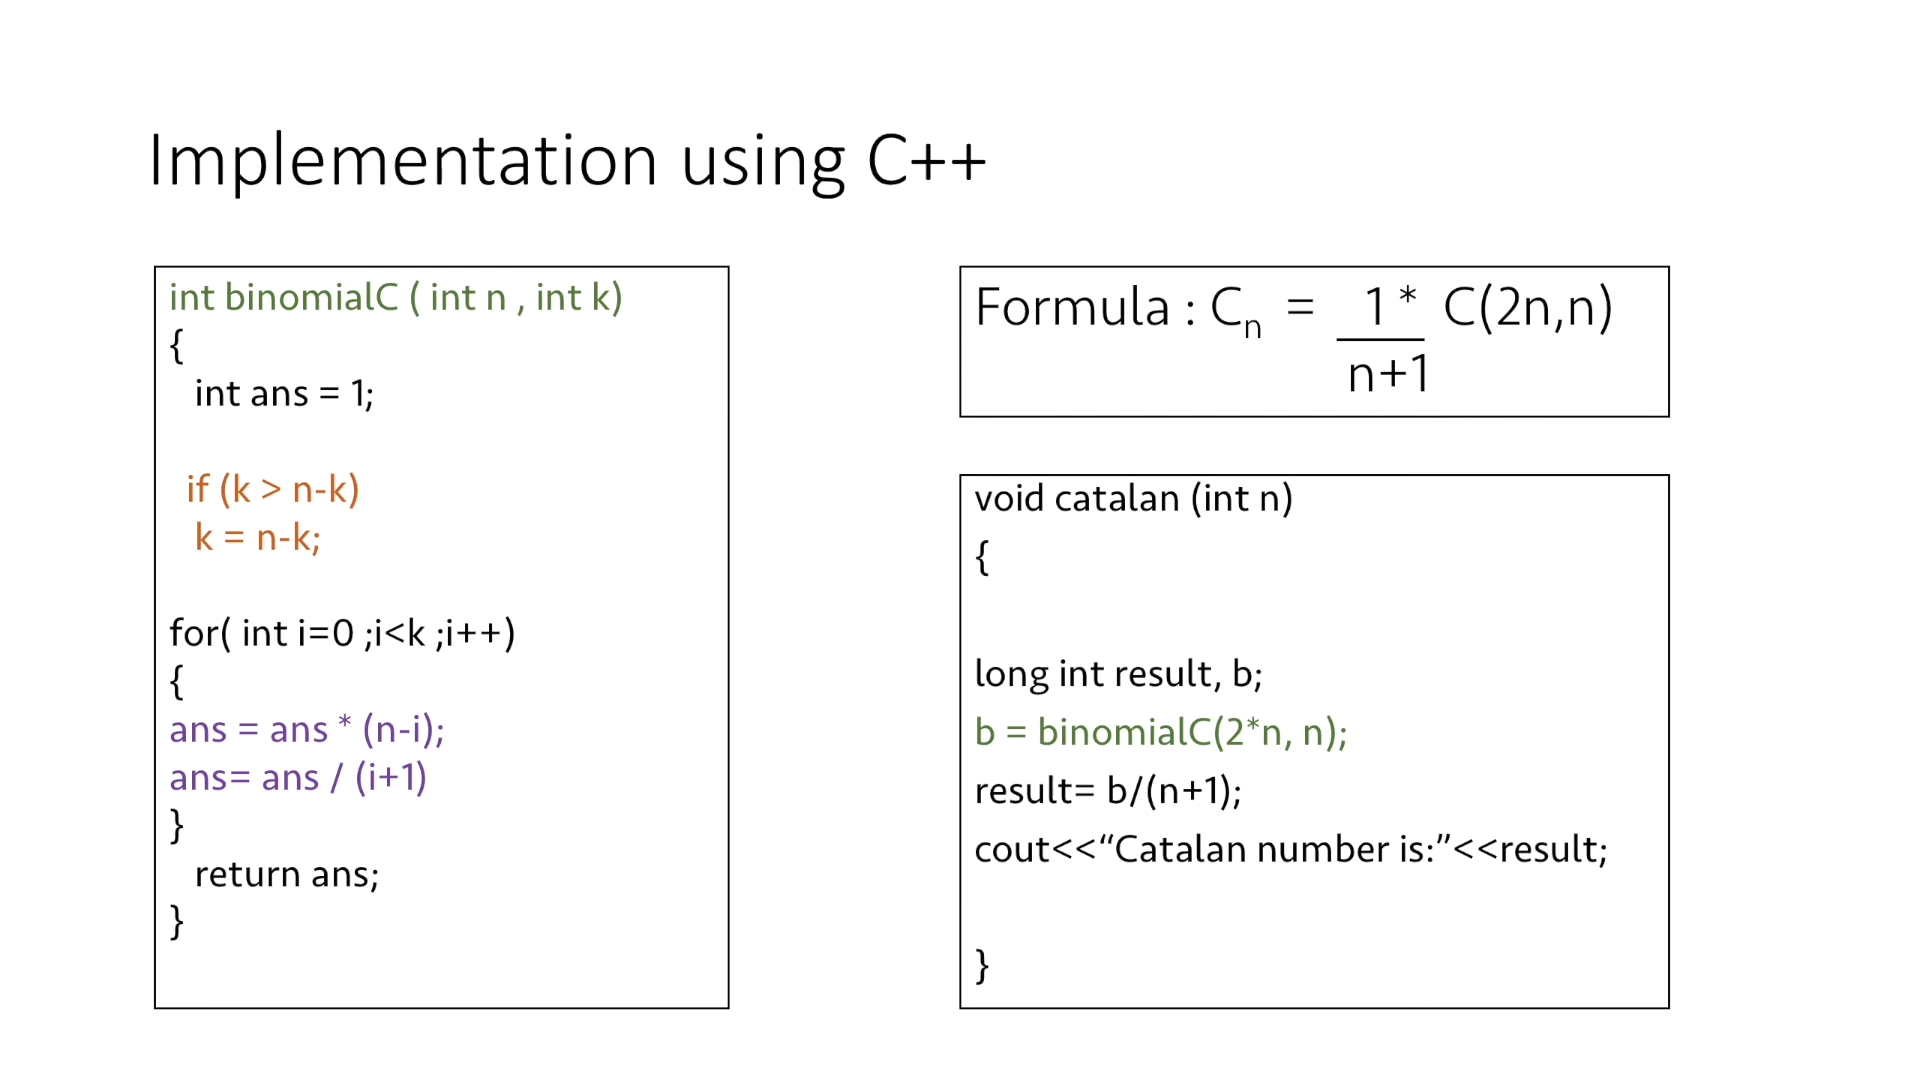 Implementation using C++
int binomialC ( int n , int k)
{
int ans = 1;
if (k > n-k)
k = n-k;
for( int i=0 ;i<k ;i++)
{
ans = ans * (n-i);
ans= ans / (i+1)
}
return ans;
}
Formula : Cn = 1 * C(2n,n)
n+1
void catalan (int n)
{
long int result, b;
b = binomialC(2*n, n);
result= b/(n+1);
cout<<“Catalan number is:”<<result;
}